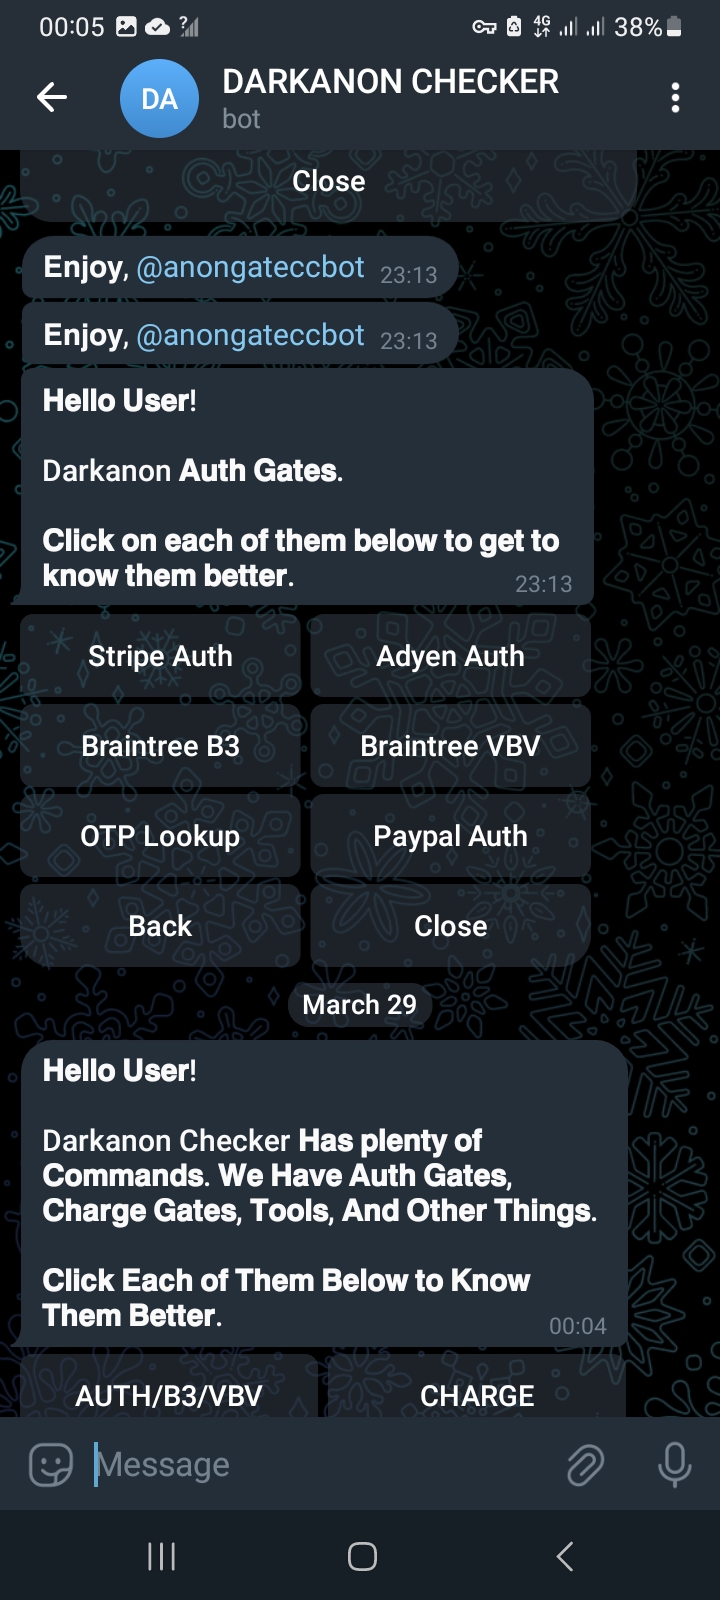 00:05
?
4G
38%
DARKANON CHECKER
DA
bot
Close
Enjoy, @anongateccbot 23:13
Enjoy, @anongateccbot 23:13
Hello User!
Darkanon Auth Gates.
Click on each of them below to get to
know them better.
23:13
Stripe Auth
Adyen Auth
Braintree B3
Braintree VBV
OTP Lookup
Paypal Auth
Back
Close
March 29
Hello User!
Darkanon Checker Has plenty of
Commands. We Have Auth Gates,
Charge Gates, Tools, And Other Things.
Click Each of Them Below to Know
Them Better.
00:04
AUTH/B3/VBV
CHARGE
Message